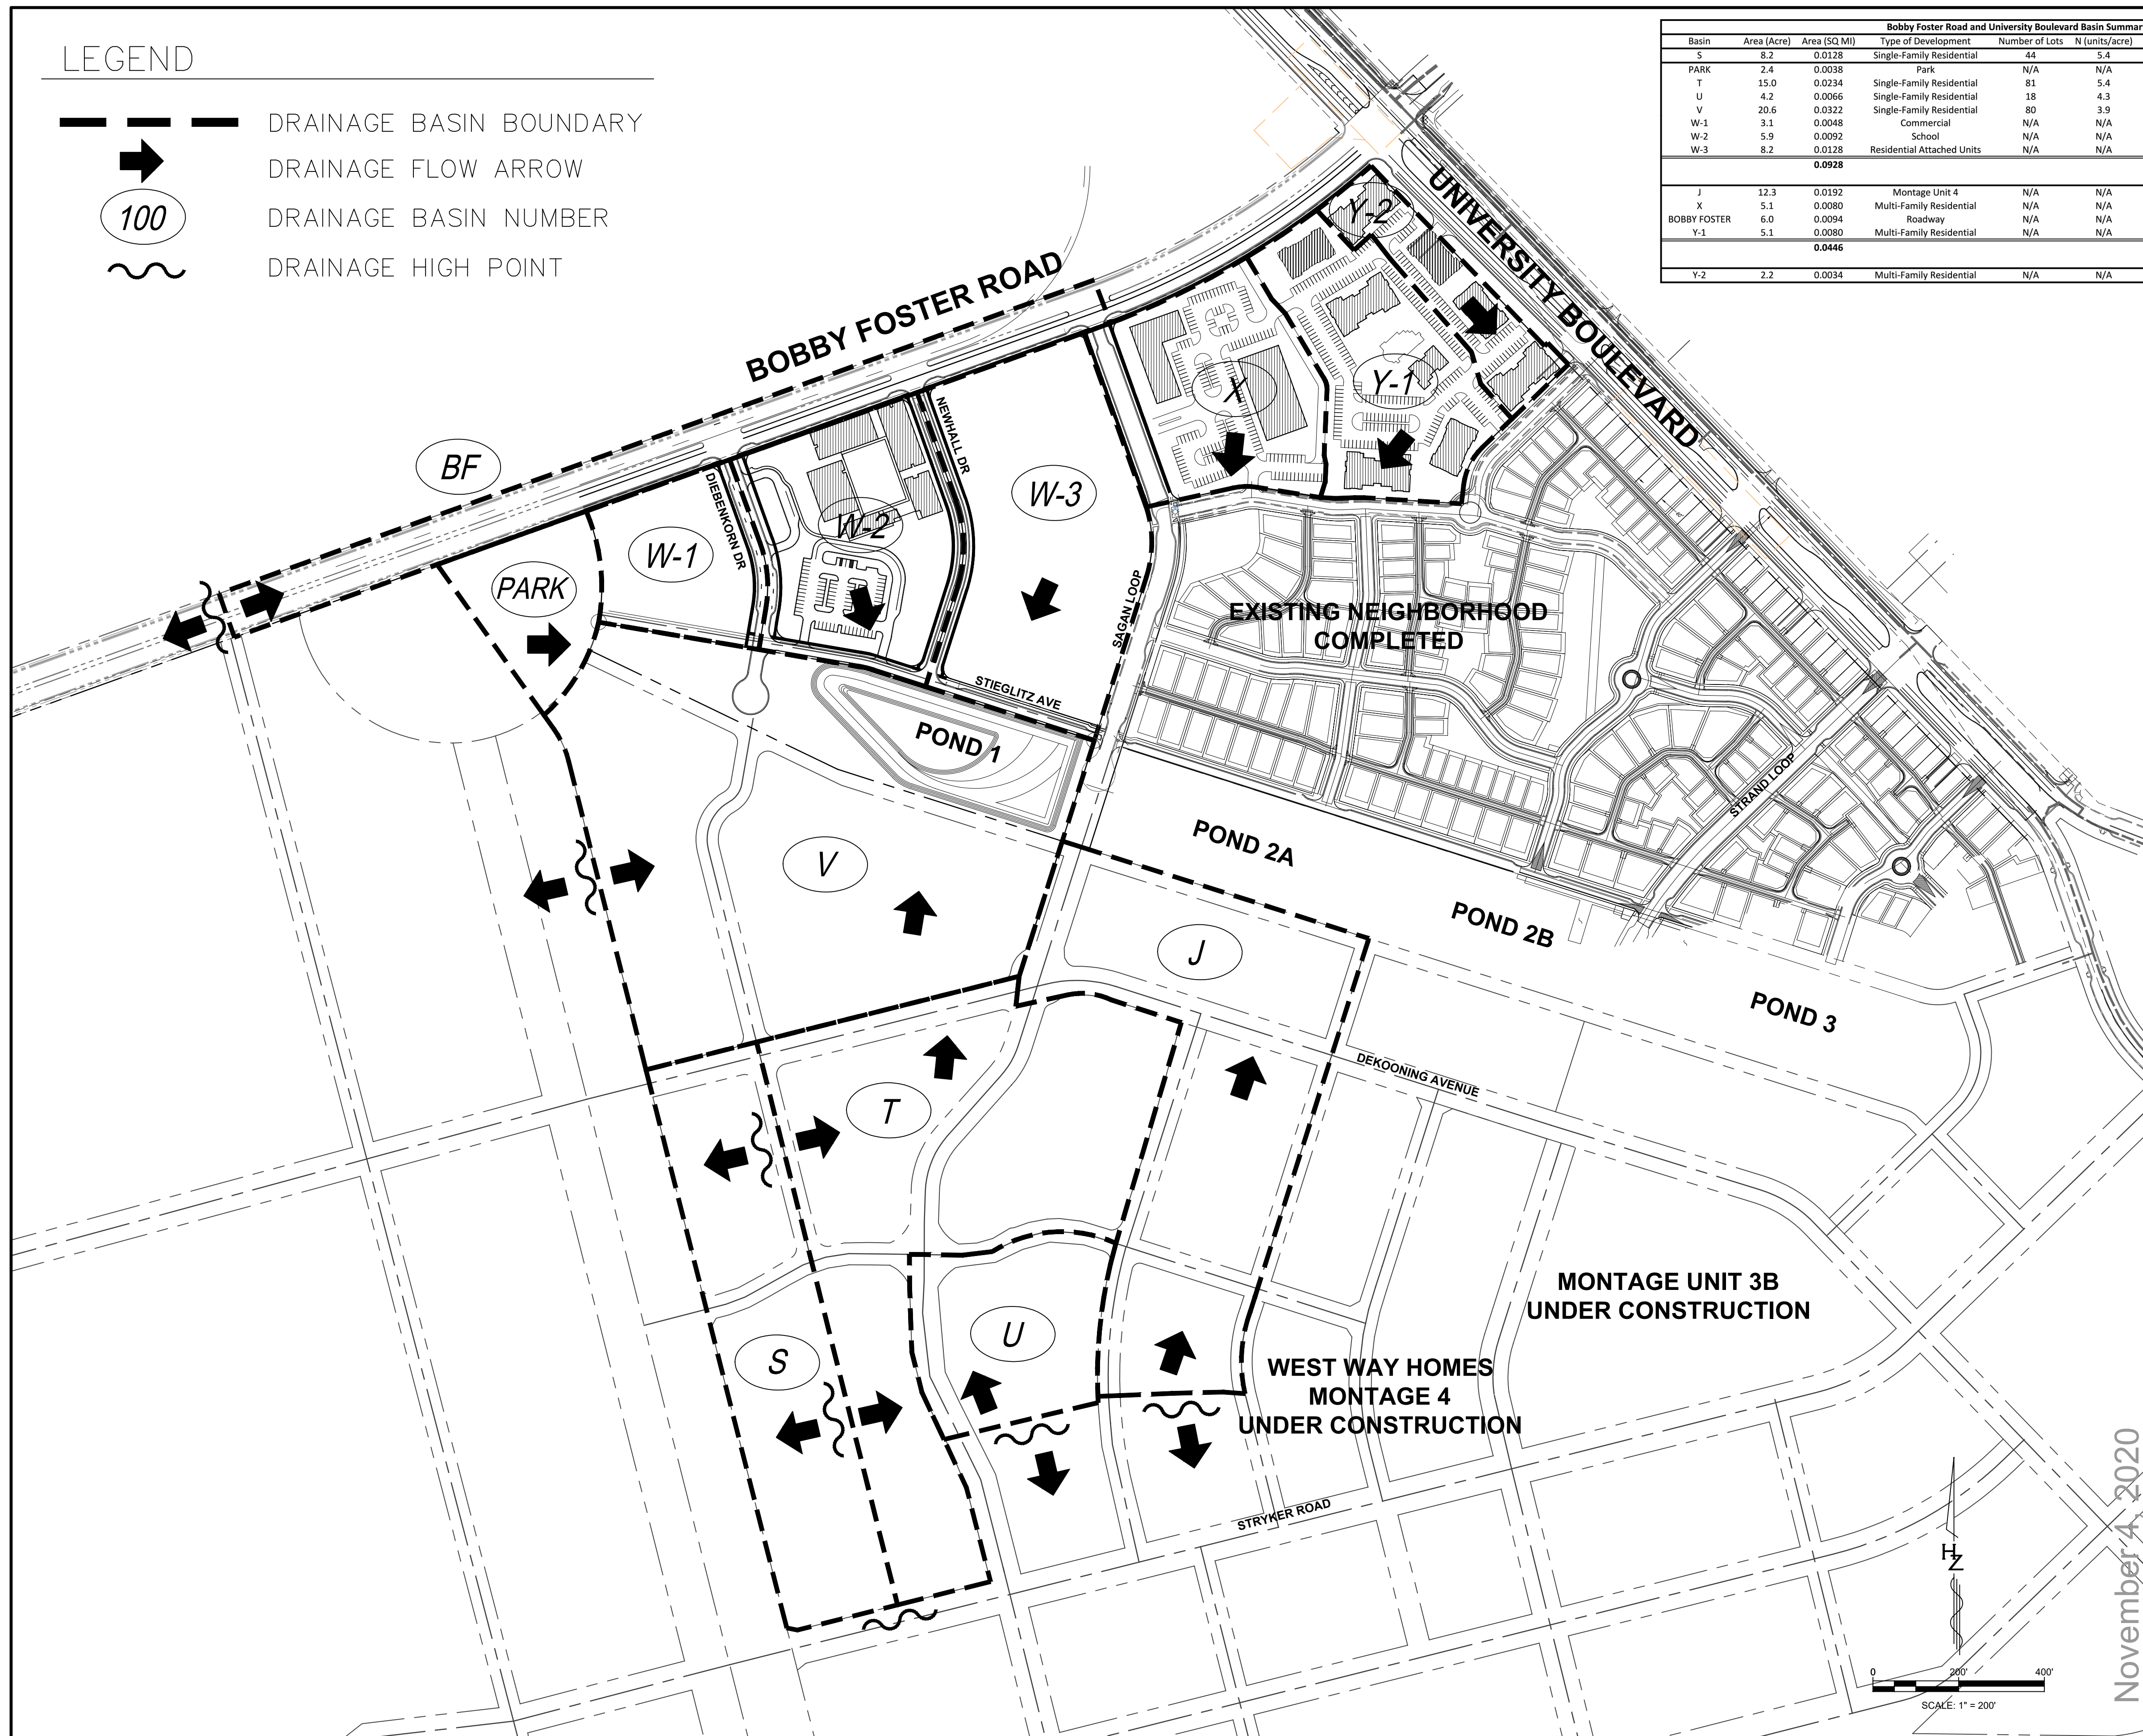 LEGEND
DRAINAGE BASIN BOUNDARY
DRAINAGE FLOW ARROW
100 DRAINAGE BASIN NUMBER
DRAINAGE HIGH POINT
Bobby Foster Road and University Boulevard Basin Summar
Basin Area (Acre) Area (SQ MI) Type of Development Number of Lots N (units/acre)
S 8.2 0.0128 Single-Family Residential 44 5.4
PARK 2.4 0.0038 Park N/A N/A
T 15.0 0.0234 Single-Family Residential 81 5.4
U 4.2 0.0066 Single-Family Residential 18 4.3
V 20.6 0.0322 Single-Family Residential 80 3.9
W-1 3.1 0.0048 Commercial N/A N/A
W-2 5.9 0.0092 School N/A N/A
W-3 8.2 0.0128 Residential Attached Units N/A N/A
0.0928
J 12.3 0.0192 Montage Unit 4 N/A N/A
X 5.1 0.0080 Multi-Family Residential N/A N/A
BOBBY FOSTER 6.0 0.0094 Roadway N/A N/A
Y-1 5.1 0.0080 Multi-Family Residential N/A N/A
0.0446
Y-2 2.2 0.0034 Multi-Family Residential N/A N/A
BOBBY FOSTER ROAD
UNIVERSITY BOULEVARD
Y-2
Y-1
X
BF
W-3
W-2
W-1
PARK
DIEBENKORN DR
NEWHALL DR
SAGAN LOOP
STIEGLITZ AVE
EXISTING NEIGHBORHOOD
COMPLETED
POND 1
STRAND LOOP
POND 2A
POND 2B
POND 3
V
J
DEKOONING AVENUE
T
U
S
MONTAGE UNIT 3B
UNDER CONSTRUCTION
WEST WAY HOMES
MONTAGE 4
UNDER CONSTRUCTION
STRYKER ROAD
0 200' 400'
SCALE: 1" = 200'
November 4, 2020